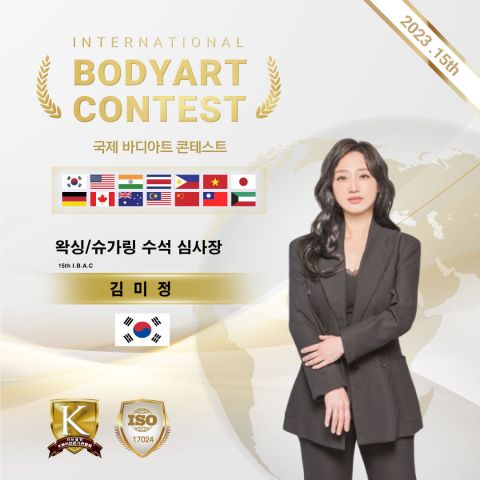 INTERNATIONAL
BODYART
CONTEST
국제 바디아트 콘테스트
2023 .15th
왁싱/슈가링 수석 심사장
15th I.B.A.C
김 미 정
K
ISO
17024